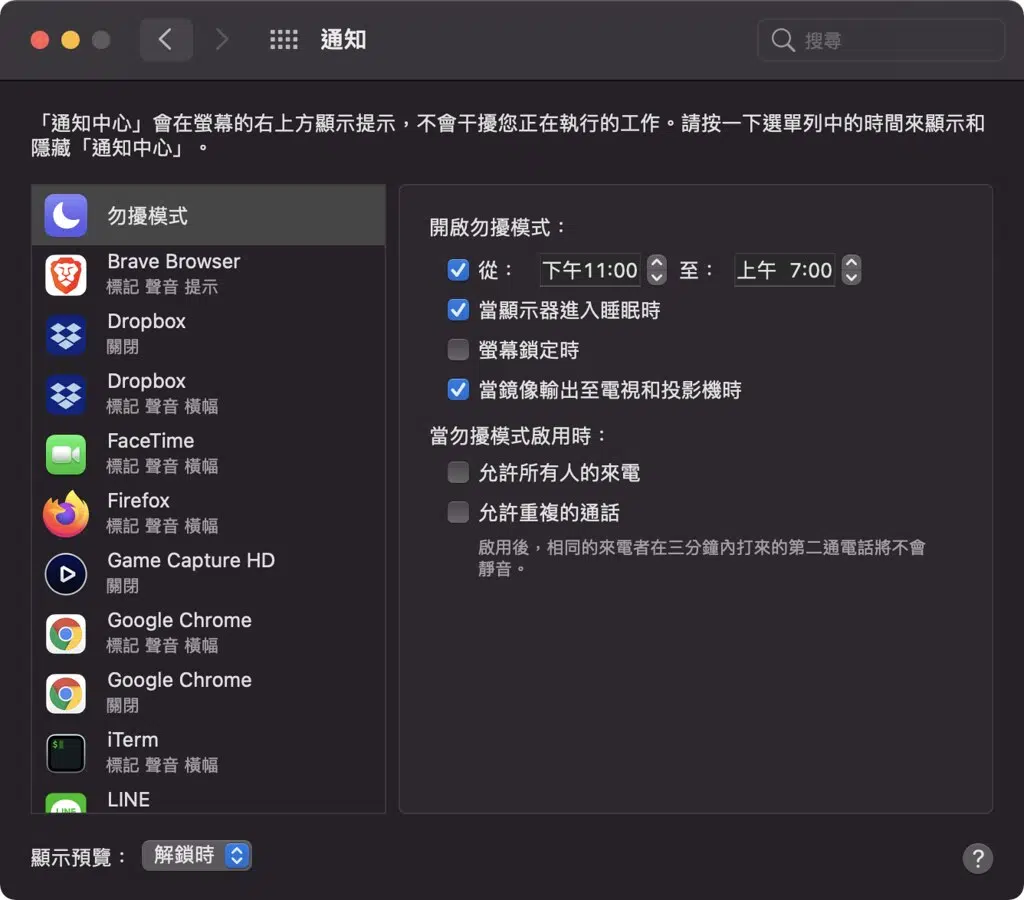 通知
搜尋
「通知中心」會在螢幕的右上方顯示提示，不會干擾您正在執行的工作。請按一下選單列中的時間來顯示和
隱藏「通知中心」。
勿擾模式
Brave Browser
標記 聲音 提示
Dropbox
關閉
Dropbox
標記 聲音 橫幅
FaceTime
標記 聲音 橫幅
Firefox
標記 聲音 橫幅
Game Capture HD
關閉
Google Chrome
標記 聲音 橫幅
Google Chrome
關閉
iTerm
標記 聲音 橫幅
LINE
開啟勿擾模式：
從： 下午11:00 至： 上午 7:00
當顯示器進入睡眠時
螢幕鎖定時
當鏡像輸出至電視和投影機時
當勿擾模式啟用時：
允許所有人的來電
允許重複的通話
啟用後，相同的來電者在三分鐘內打來的第二通電話將不會
靜音。
顯示預覽： 解鎖時
?